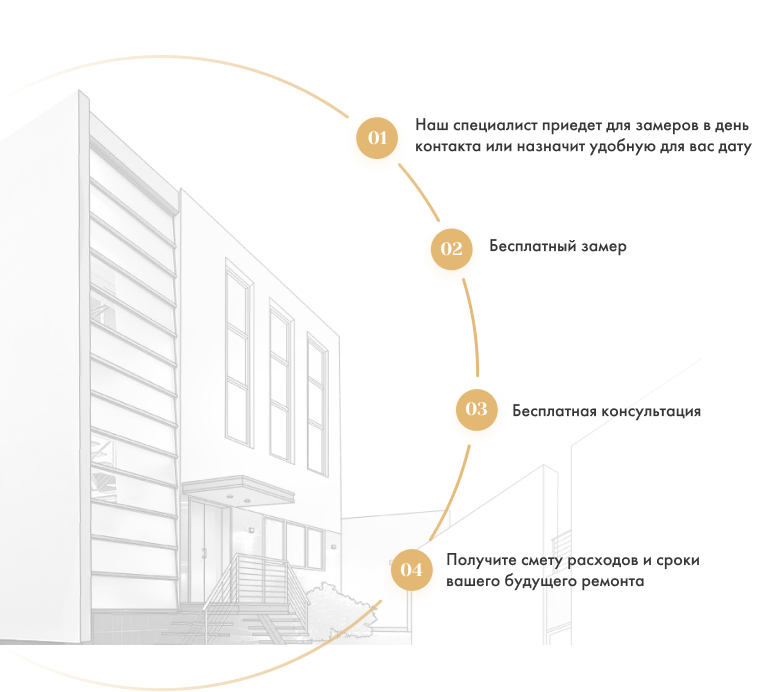 01
Наш специалист приедет для замеров в день
контакта или назначит удобную для вас дату
02
Бесплатный замер
03
Бесплатная консультация
04
Получите смету расходов и сроки
вашего будущего ремонта